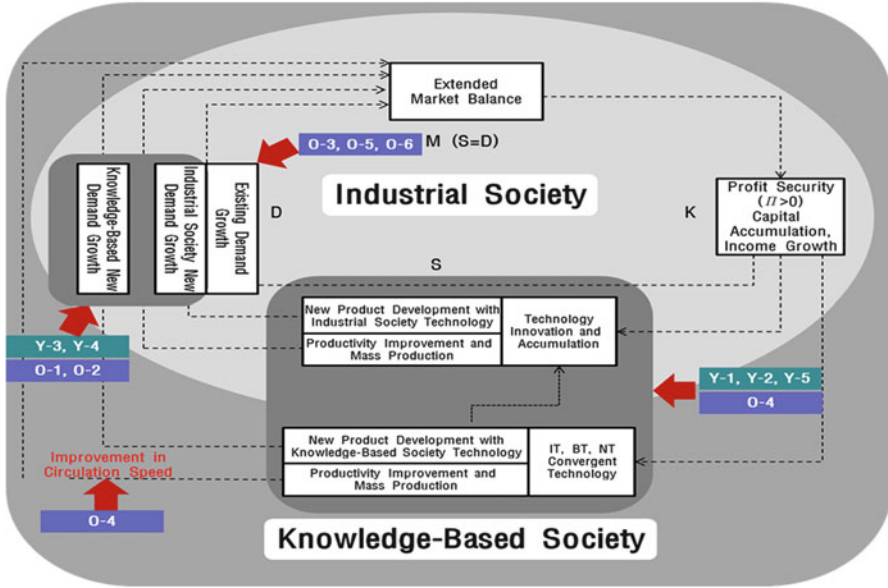 Extended
Market Balance
O-3, O-5, O-6
M (S=D)
Industrial Society
Knowledge-Based New
Demand Growth
Industrial Society New
Demand Growth
Existing Demand
Growth
D
K
Profit Security
(Π>0)
Capital
Accumulation,
Income Growth
S
New Product Development with
Industrial Society Technology
Productivity Improvement and
Mass Production
Technology
Innovation and
Accumulation
Y-3, Y-4
O-1, O-2
Y-1, Y-2, Y-5
O-4
New Product Development with
Knowledge-Based Society Technology
Productivity Improvement and
Mass Production
IT, BT, NT
Convergent
Technology
Improvement in
Circulation Speed
O-4
Knowledge-Based Society